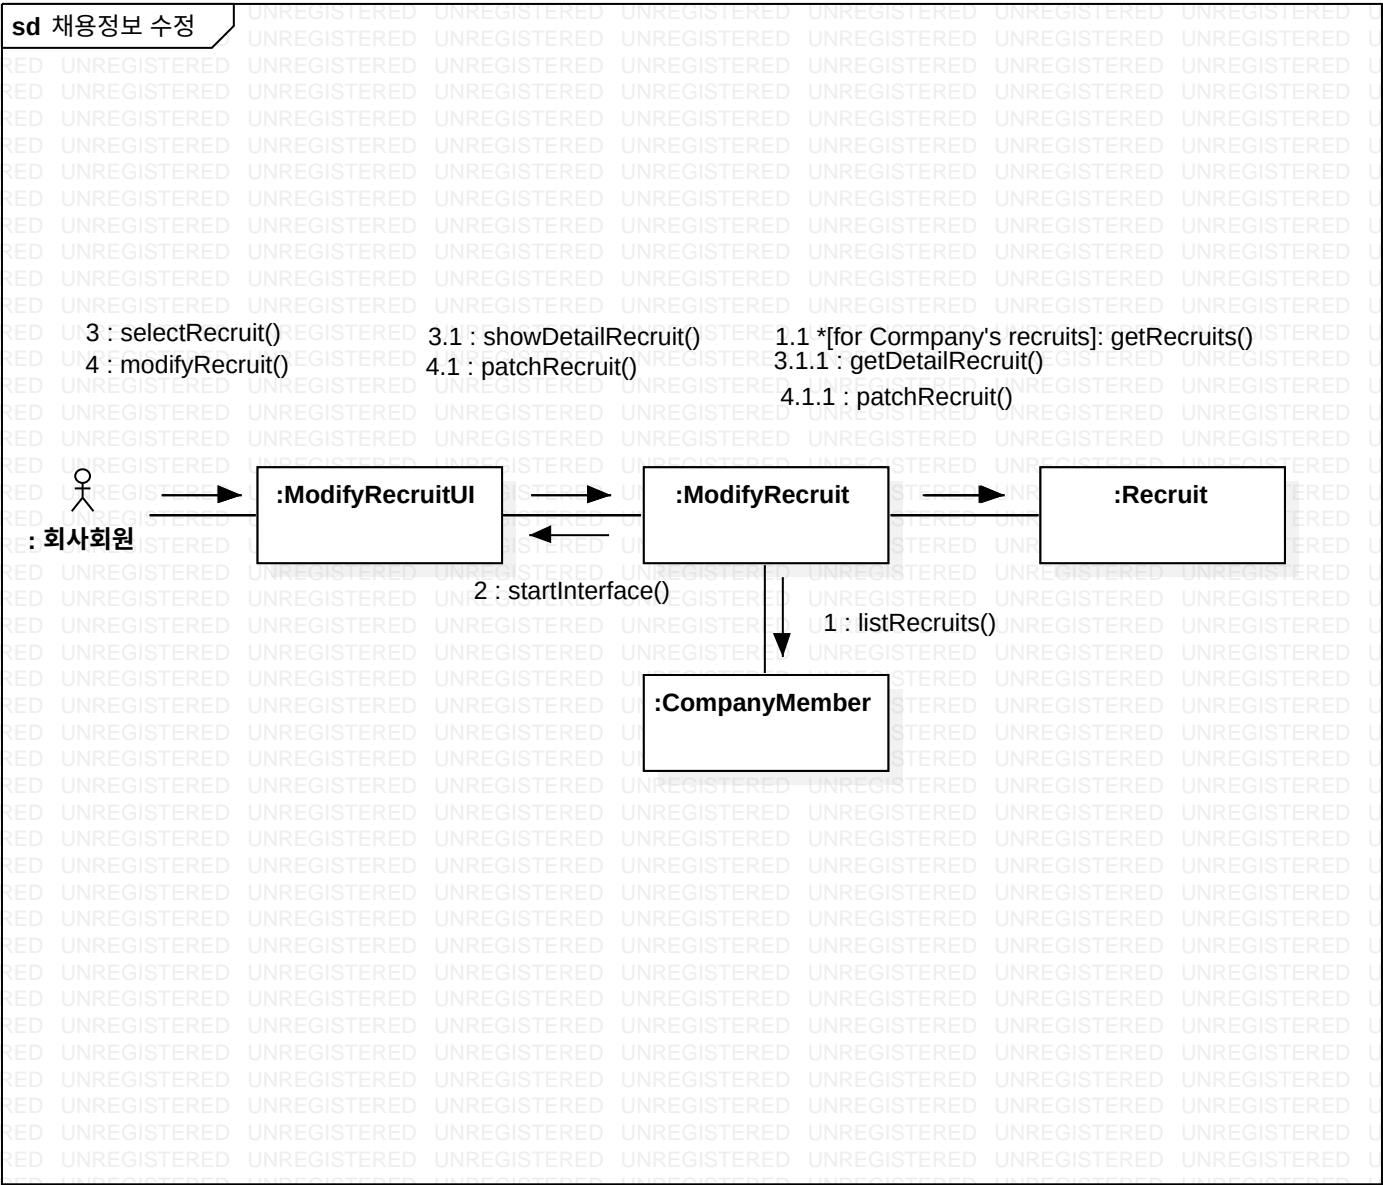 sd 채용정보 수정
3 : selectRecruit()
4 : modifyRecruit()
3.1 : showDetailRecruit()
4.1 : patchRecruit()
1.1 *[for Cormpany's recruits]: getRecruits()
3.1.1 : getDetailRecruit()
4.1.1 : patchRecruit()
: 회사회원
:ModifyRecruitUI
:ModifyRecruit
:Recruit
2 : startInterface()
1 : listRecruits()
:CompanyMember
UNREGISTERED